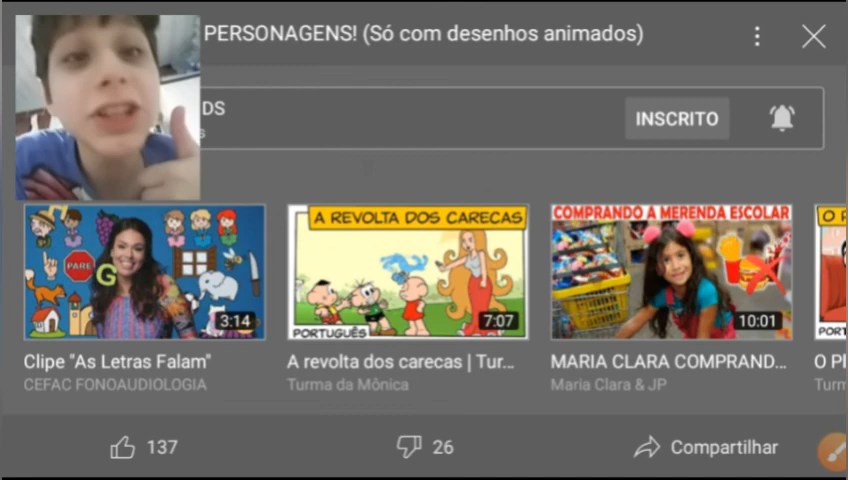 PERSONAGENS! (Só com desenhos animados)
DS
s
INSCRITO
PARE
G
3:14
A REVOLTA DOS CARECAS
PORTUGUÊS
7:07
COMPRANDO A MERENDA ESCOLAR
10:01
O P
PORT
Clipe "As Letras Falam"
CEFAC FONOAUDIOLOGIA
A revolta dos carecas | Tur...
Turma da Mônica
MARIA CLARA COMPRAND...
Maria Clara & JP
O Pl
Turm
137
26
Compartilhar